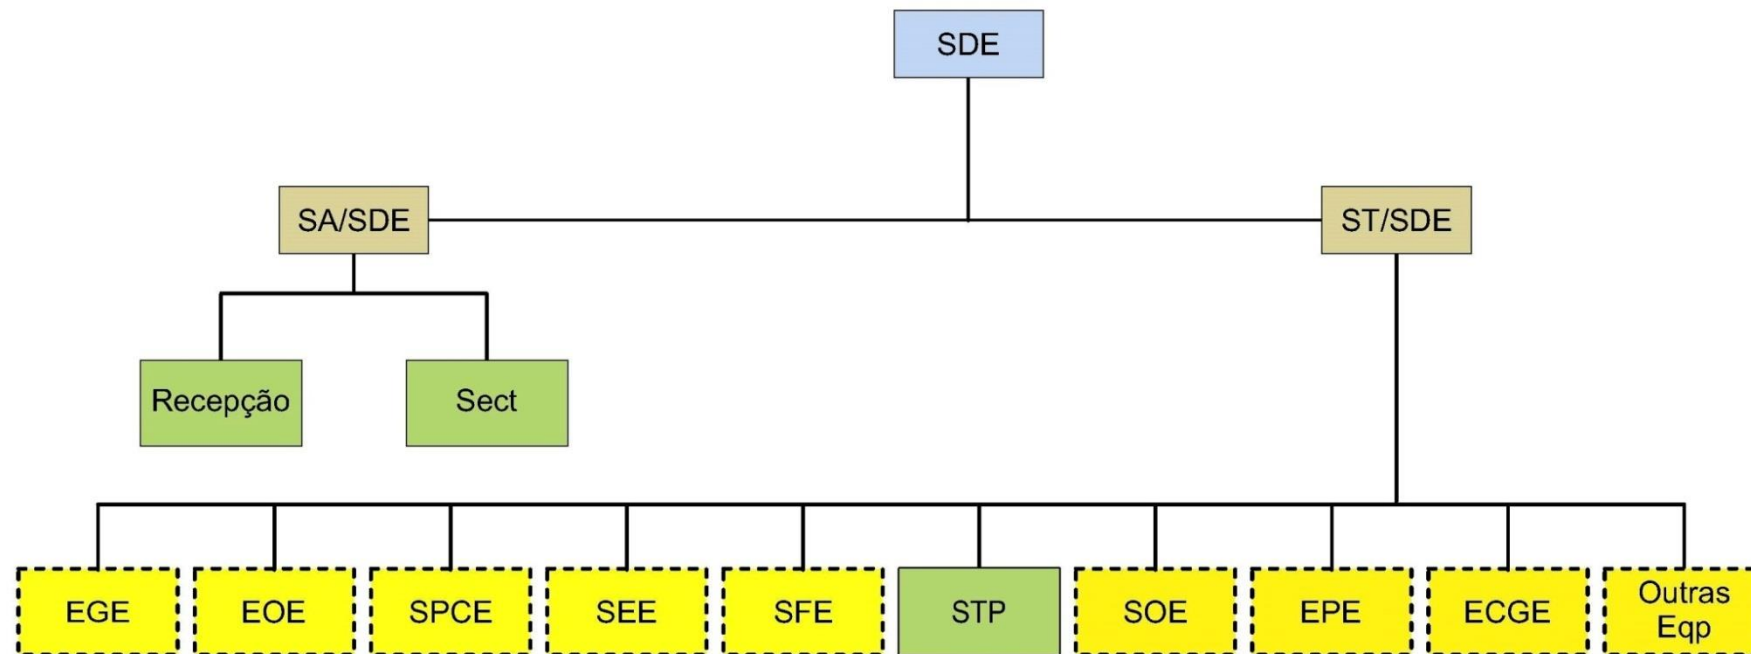 SDE
SA/SDE
ST/SDE
Recepção
Sect
EGE
EOE
SPCE
SEE
SFE
STP
SOE
EPE
ECGE
Outras
Eqp